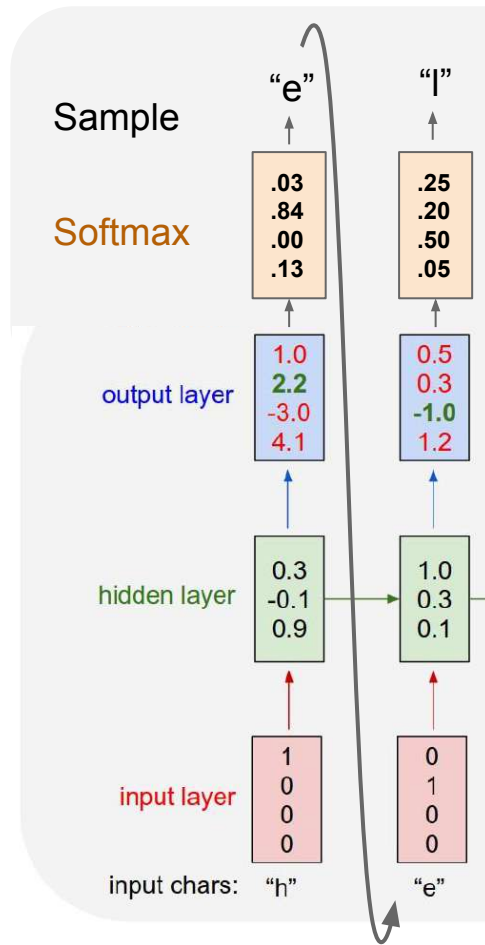 “e” “l”
Sample
.03 .25
.84 .20
Softmax
.00 .50
.13 .05
1.0 0.5
2.2 0.3
output layer
-3.0 -1.0
4.1 1.2
0.3 1.0
hidden layer
-0.1 0.3
0.9 0.1
1 0
0 1
input layer
0 0
0 0
input chars: “h” “e”